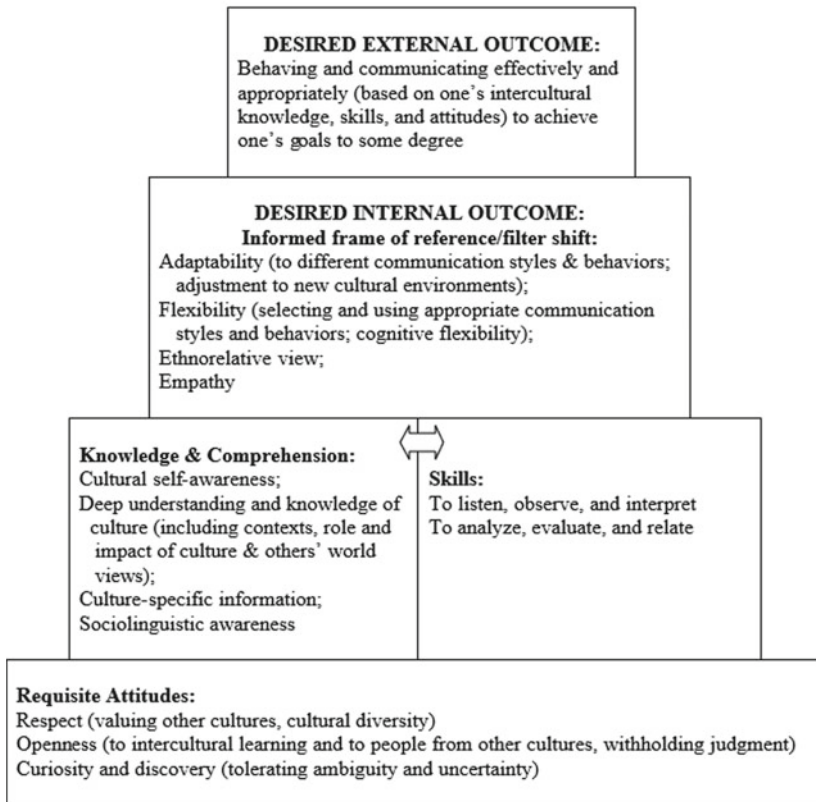 DESIRED EXTERNAL OUTCOME:
Behaving and communicating effectively and
appropriately (based on one's intercultural
knowledge, skills, and attitudes) to achieve
one's goals to some degree
DESIRED INTERNAL OUTCOME:
Informed frame of reference/filter shift:
Adaptability (to different communication styles & behaviors;
adjustment to new cultural environments);
Flexibility (selecting and using appropriate communication
styles and behaviors; cognitive flexibility);
Ethnorelative view;
Empathy
Knowledge & Comprehension:
Cultural self-awareness;
Deep understanding and knowledge of
culture (including contexts, role and
impact of culture & others' world
views);
Culture-specific information;
Sociolinguistic awareness
Skills:
To listen, observe, and interpret
To analyze, evaluate, and relate
Requisite Attitudes:
Respect (valuing other cultures, cultural diversity)
Openness (to intercultural learning and to people from other cultures, withholding judgment)
Curiosity and discovery (tolerating ambiguity and uncertainty)